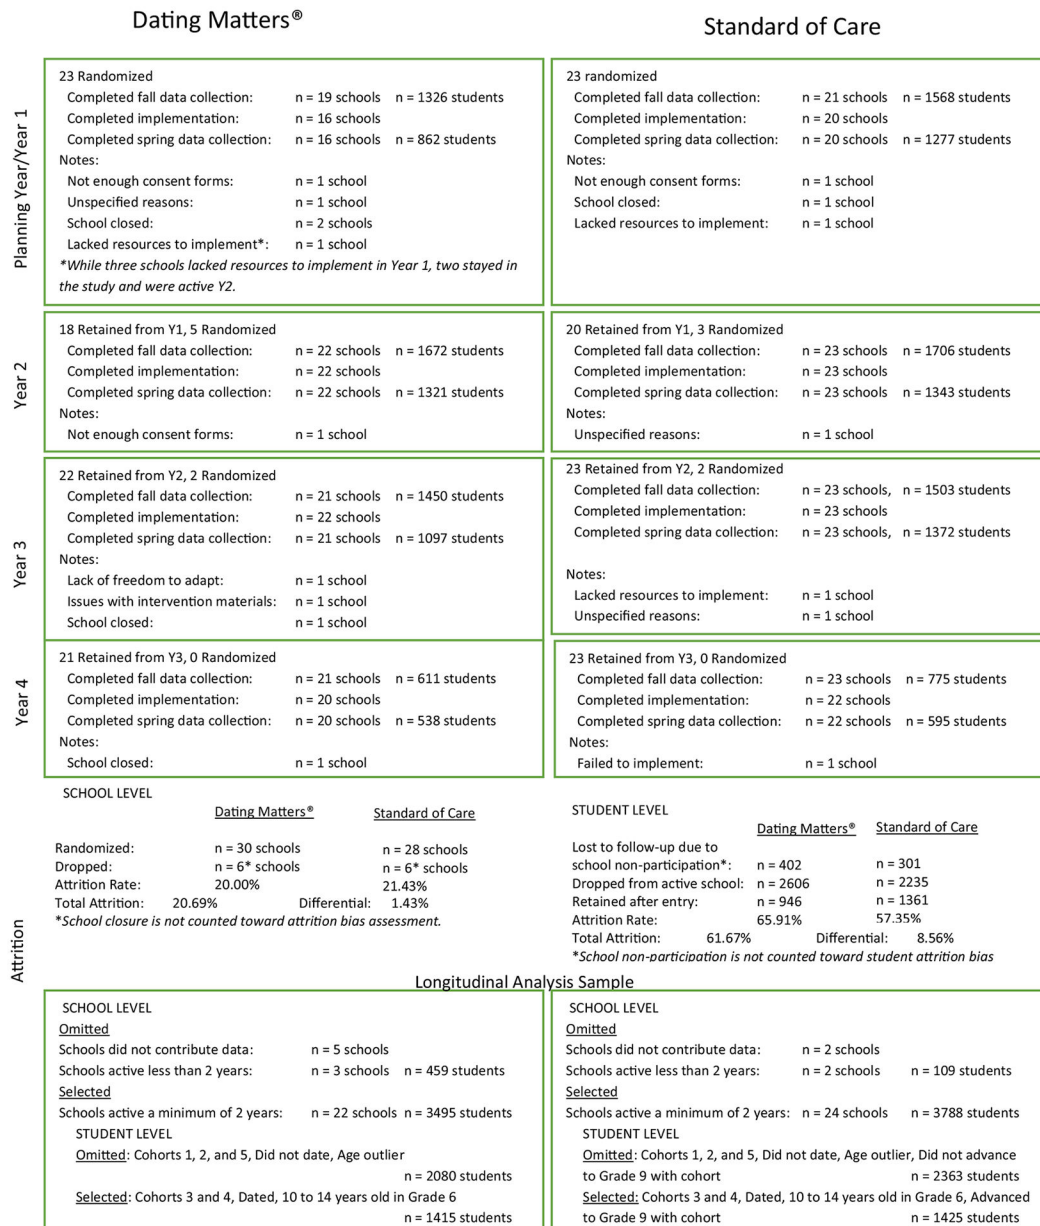 Dating Matters®
Standard of Care
Planning Year/Year 1
23 Randomized
Completed fall data collection: n = 19 schools n = 1326 students
Completed implementation: n = 16 schools
Completed spring data collection: n = 16 schools n = 862 students
Notes:
Not enough consent forms: n = 1 school
Unspecified reasons: n = 1 school
School closed: n = 2 schools
Lacked resources to implement*: n = 1 school
*While three schools lacked resources to implement in Year 1, two stayed in
the study and were active Y2.
23 randomized
Completed fall data collection: n = 21 schools n = 1568 students
Completed implementation: n = 20 schools
Completed spring data collection: n = 20 schools n = 1277 students
Notes:
Not enough consent forms: n = 1 school
School closed: n = 1 school
Lacked resources to implement: n = 1 school
Year 2
18 Retained from Y1, 5 Randomized
Completed fall data collection: n = 22 schools n = 1672 students
Completed implementation: n = 22 schools
Completed spring data collection: n = 22 schools n = 1321 students
Notes:
Not enough consent forms: n = 1 school
20 Retained from Y1, 3 Randomized
Completed fall data collection: n = 23 schools n = 1706 students
Completed implementation: n = 23 schools
Completed spring data collection: n = 23 schools n = 1343 students
Notes:
Unspecified reasons: n = 1 school
Year 3
22 Retained from Y2, 2 Randomized
Completed fall data collection: n = 21 schools n = 1450 students
Completed implementation: n = 22 schools
Completed spring data collection: n = 21 schools n = 1097 students
Notes:
Lack of freedom to adapt: n = 1 school
Issues with intervention materials: n = 1 school
School closed: n = 1 school
23 Retained from Y2, 2 Randomized
Completed fall data collection: n = 23 schools, n = 1503 students
Completed implementation: n = 23 schools
Completed spring data collection: n = 23 schools, n = 1372 students
Notes:
Lacked resources to implement: n = 1 school
Unspecified reasons: n = 1 school
Year 4
21 Retained from Y3, 0 Randomized
Completed fall data collection: n = 21 schools n = 611 students
Completed implementation: n = 20 schools
Completed spring data collection: n = 20 schools n = 538 students
Notes:
School closed: n = 1 school
23 Retained from Y3, 0 Randomized
Completed fall data collection: n = 23 schools n = 775 students
Completed implementation: n = 22 schools
Completed spring data collection: n = 22 schools n = 595 students
Notes:
Failed to implement: n = 1 school
Attrition
SCHOOL LEVEL
Dating Matters® Standard of Care
Randomized: n = 30 schools n = 28 schools
Dropped: n = 6* schools n = 6* schools
Attrition Rate: 20.00% 21.43%
Total Attrition: 20.69% Differential: 1.43%
*School closure is not counted toward attrition bias assessment.
STUDENT LEVEL
Dating Matters® Standard of Care
Lost to follow-up due to
school non-participation*: n = 402 n = 301
Dropped from active school: n = 2606 n = 2235
Retained after entry: n = 946 n = 1361
Attrition Rate: 65.91% 57.35%
Total Attrition: 61.67% Differential: 8.56%
*School non-participation is not counted toward student attrition bias
Longitudinal Analysis Sample
SCHOOL LEVEL
Omitted
Schools did not contribute data: n = 5 schools
Schools active less than 2 years: n = 3 schools n = 459 students
Selected
Schools active a minimum of 2 years: n = 22 schools n = 3495 students
STUDENT LEVEL
Omitted: Cohorts 1, 2, and 5, Did not date, Age outlier
n = 2080 students
Selected: Cohorts 3 and 4, Dated, 10 to 14 years old in Grade 6
n = 1415 students
SCHOOL LEVEL
Omitted
Schools did not contribute data: n = 2 schools
Schools active less than 2 years: n = 2 schools n = 109 students
Selected
Schools active a minimum of 2 years: n = 24 schools n = 3788 students
STUDENT LEVEL
Omitted: Cohorts 1, 2, and 5, Did not date, Age outlier, Did not advance
to Grade 9 with cohort n = 2363 students
Selected: Cohorts 3 and 4, Dated, 10 to 14 years old in Grade 6, Advanced
to Grade 9 with cohort n = 1425 students